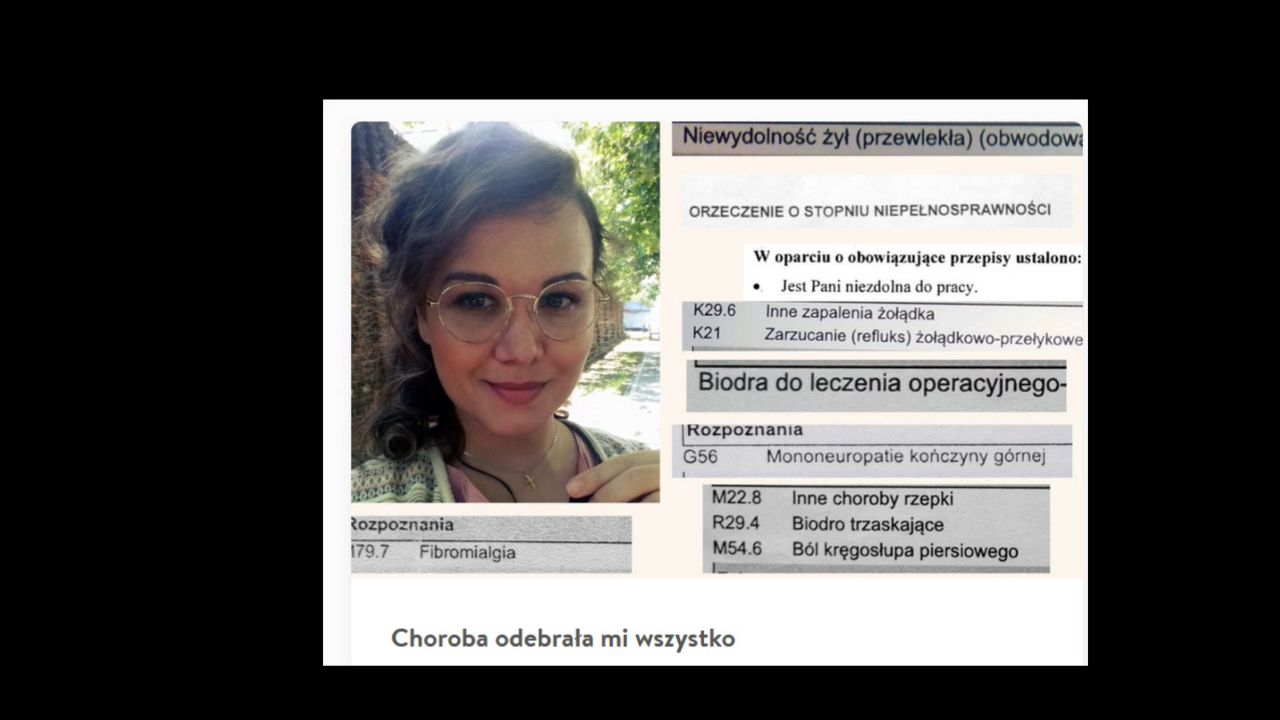 Niewydolność żył (przewlekła) (obwodowa
ORZECZENIE O STOPNIU NIEPEŁNOSPRAWNOŚCI
W oparciu o obowiązujące przepisy ustalono:
• Jest Pani niezdolna do pracy.
K29.6 Inne zapalenia żołądka
K21 Zarzucanie (refluks) żołądkowo-przełykowe
Biodra do leczenia operacyjnego-
Rozpoznania
G56 Mononeuropatie kończyny górnej
M22.8 Inne choroby rzepki
R29.4 Biodro trzaskające
M54.6 Ból kręgosłupa piersiowego
Rozpoznania
M79.7 Fibromialgia
Choroba odebrała mi wszystko